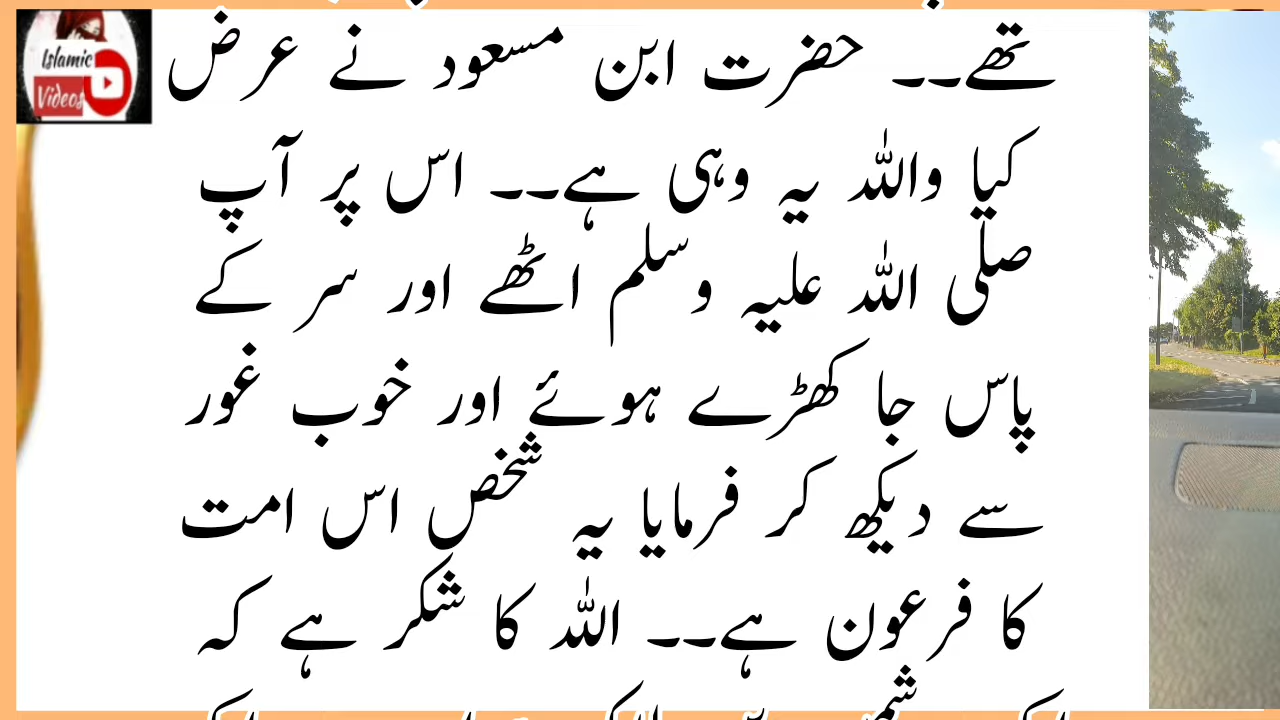 Islamic
Videos
تھے۔۔ حضرت ابن مسعود نے عرض
کیا واللہ یہ وہی ہے۔۔ اس پر آپ
صلی اللہ علیہ وسلم اٹھے اور سر کے
پاس جا کھڑے ہوئے اور خوب غور
سے دیکھ کر فرمایا یہ شخص اس امت
کا فرعون ہے۔۔ اللہ کا شکر ہے کہ